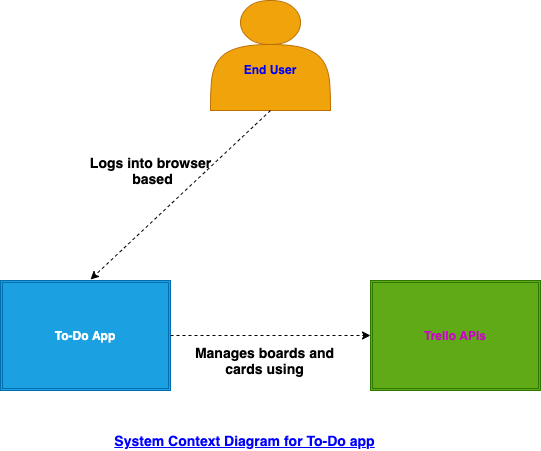 End User
Logs into browser
based
To-Do App
Trello APIs
Manages boards and
cards using
System Context Diagram for To-Do app